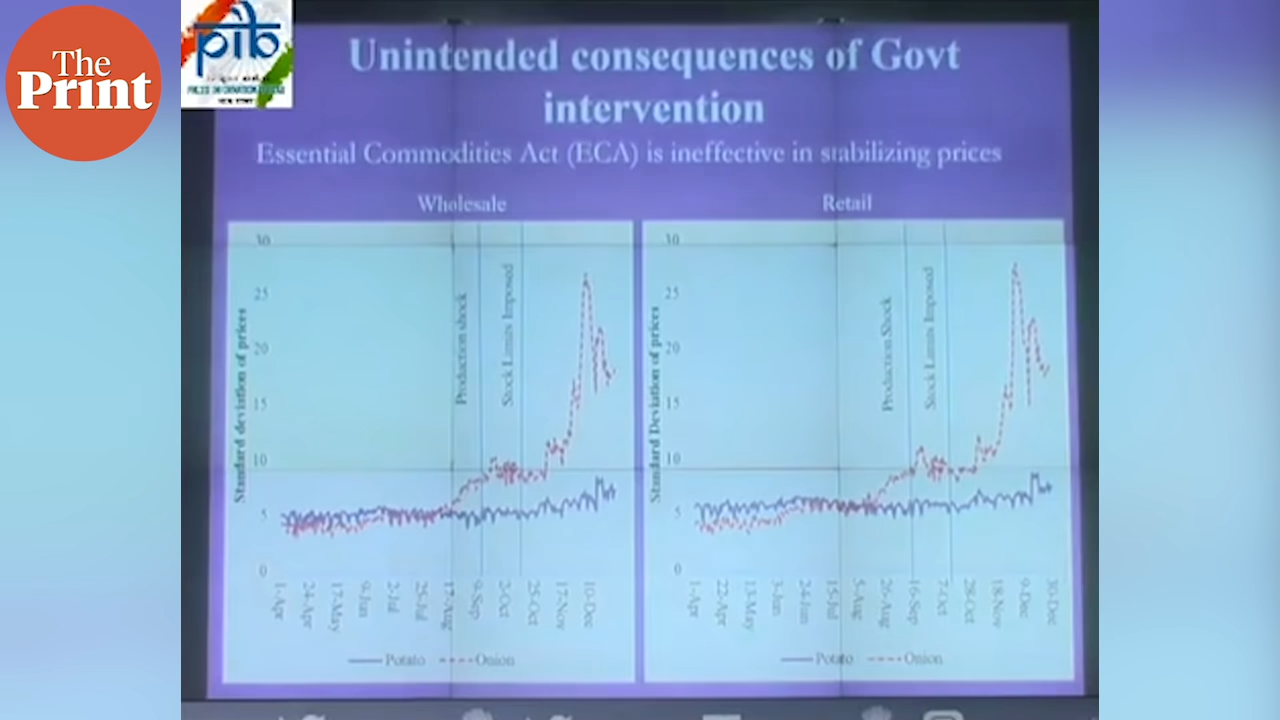 The
Print
pib
Unintended consequences of Govt
intervention
Essential Commodities Act (ECA) is ineffective in stabilizing prices
Wholesale
Retail
Standard deviation of prices
30
25
20
15
10
5
0
Production shock
Stock Limits Imposed
1-Apr
24-Apr
17-May
9-Jun
2-Jul
25-Jul
17-Aug
9-Sep
2-Oct
25-Oct
17-Nov
10-Dec
Potato
Onion
Standard Deviation of prices
30
25
20
15
10
5
0
Production Shock
Stock Limits Imposed
1-Apr
22-Apr
13-May
3-Jun
24-Jun
15-Jul
5-Aug
26-Aug
16-Sep
7-Oct
28-Oct
18-Nov
9-Dec
30-Dec
Potato
Onion